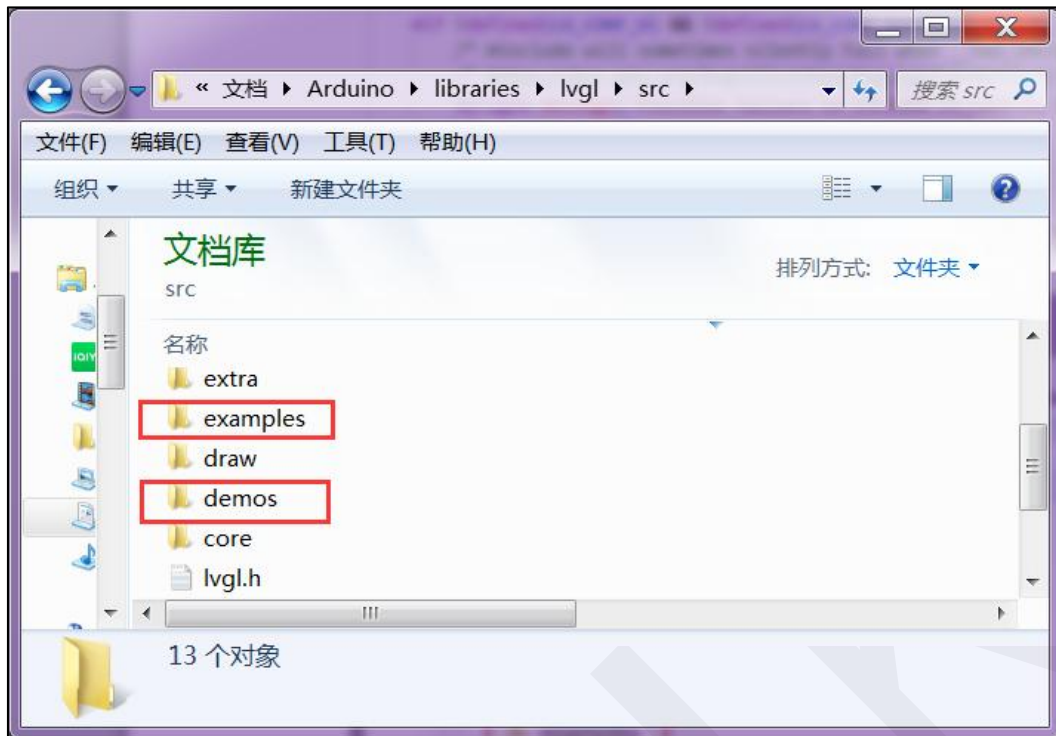 « 文档 ▸ Arduino ▸ libraries ▸ lvgl ▸ src ▸ 搜索 src
文件(F) 编辑(E) 查看(V) 工具(T) 帮助(H)
组织 共享 新建文件夹
文档库
src
排列方式: 文件夹
名称
extra
examples
draw
demos
core
lvgl.h
13 个对象